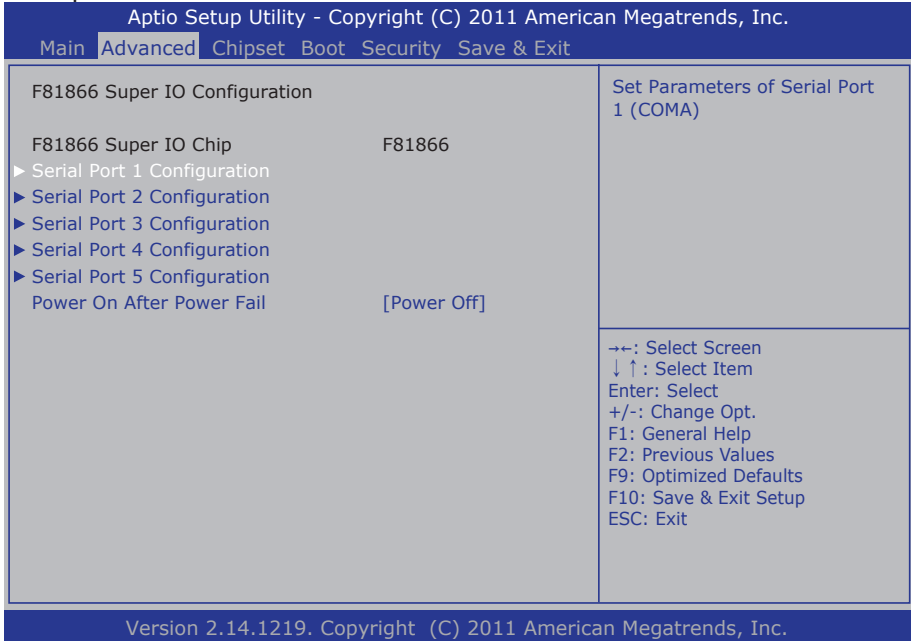 Aptio Setup Utility - Copyright (C) 2011 American Megatrends, Inc.
Main Advanced Chipset Boot Security Save & Exit
F81866 Super IO Configuration
F81866 Super IO Chip F81866
▶ Serial Port 1 Configuration
▶ Serial Port 2 Configuration
▶ Serial Port 3 Configuration
▶ Serial Port 4 Configuration
▶ Serial Port 5 Configuration
Power On After Power Fail [Power Off]
Set Parameters of Serial Port
1 (COMA)
→←: Select Screen
↓↑: Select Item
Enter: Select
+/-: Change Opt.
F1: General Help
F2: Previous Values
F9: Optimized Defaults
F10: Save & Exit Setup
ESC: Exit
Version 2.14.1219. Copyright (C) 2011 American Megatrends, Inc.